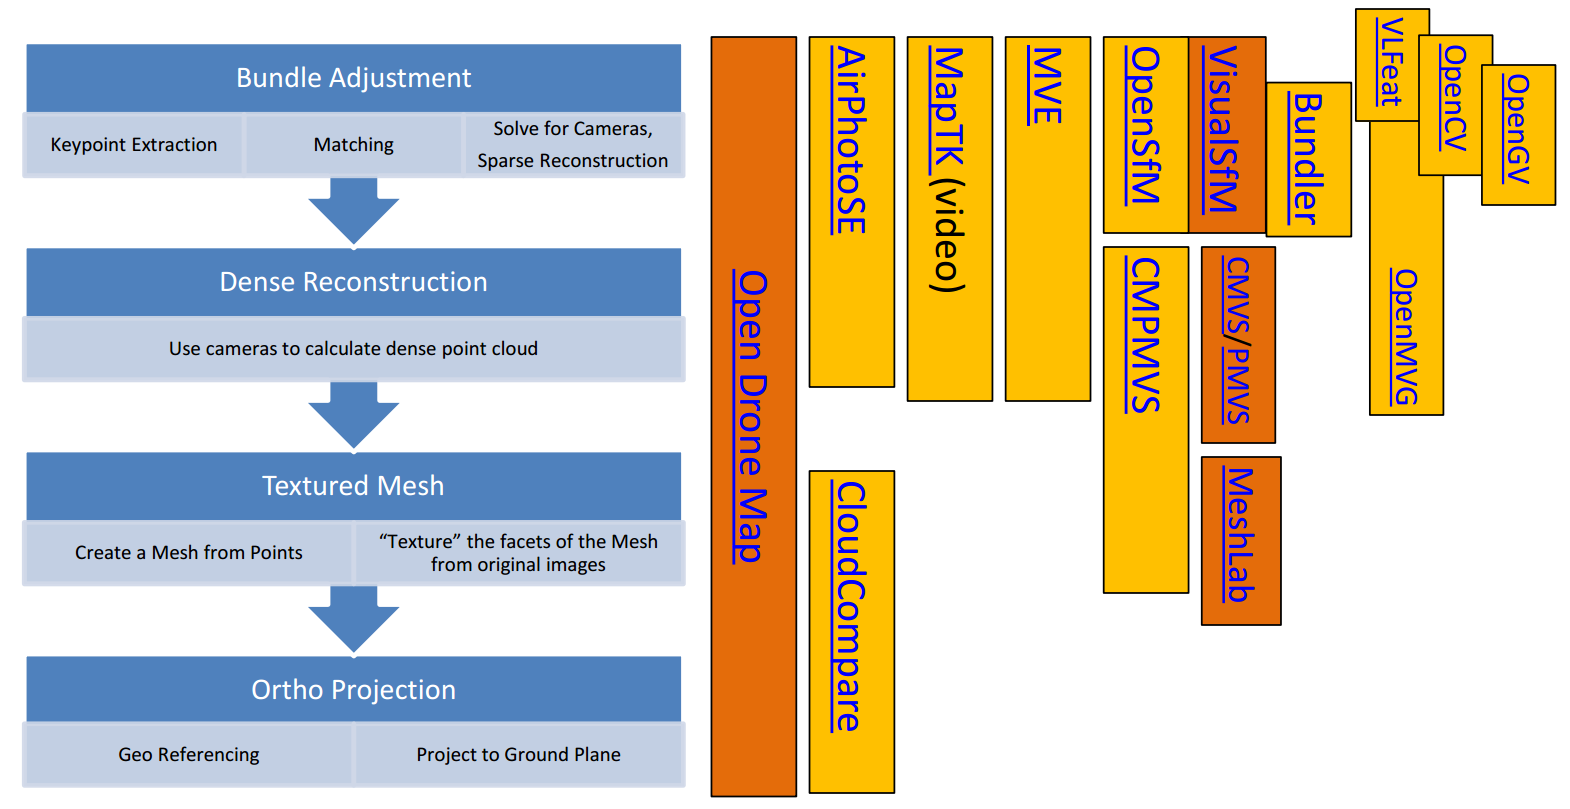 Bundle Adjustment
Keypoint Extraction
Matching
Solve for Cameras,
Sparse Reconstruction
Dense Reconstruction
Use cameras to calculate dense point cloud
Textured Mesh
Create a Mesh from Points
“Texture” the facets of the Mesh
from original images
Ortho Projection
Geo Referencing
Project to Ground Plane
Open Drone Map
AirPhotoSE
CloudCompare
MapTK (video)
MVE
OpenSfM
CMPMVS
VisualSfM
CMVS/PMVS
MeshLab
Bundler
VLFeat
OpenCV
OpenGV
OpenMVG